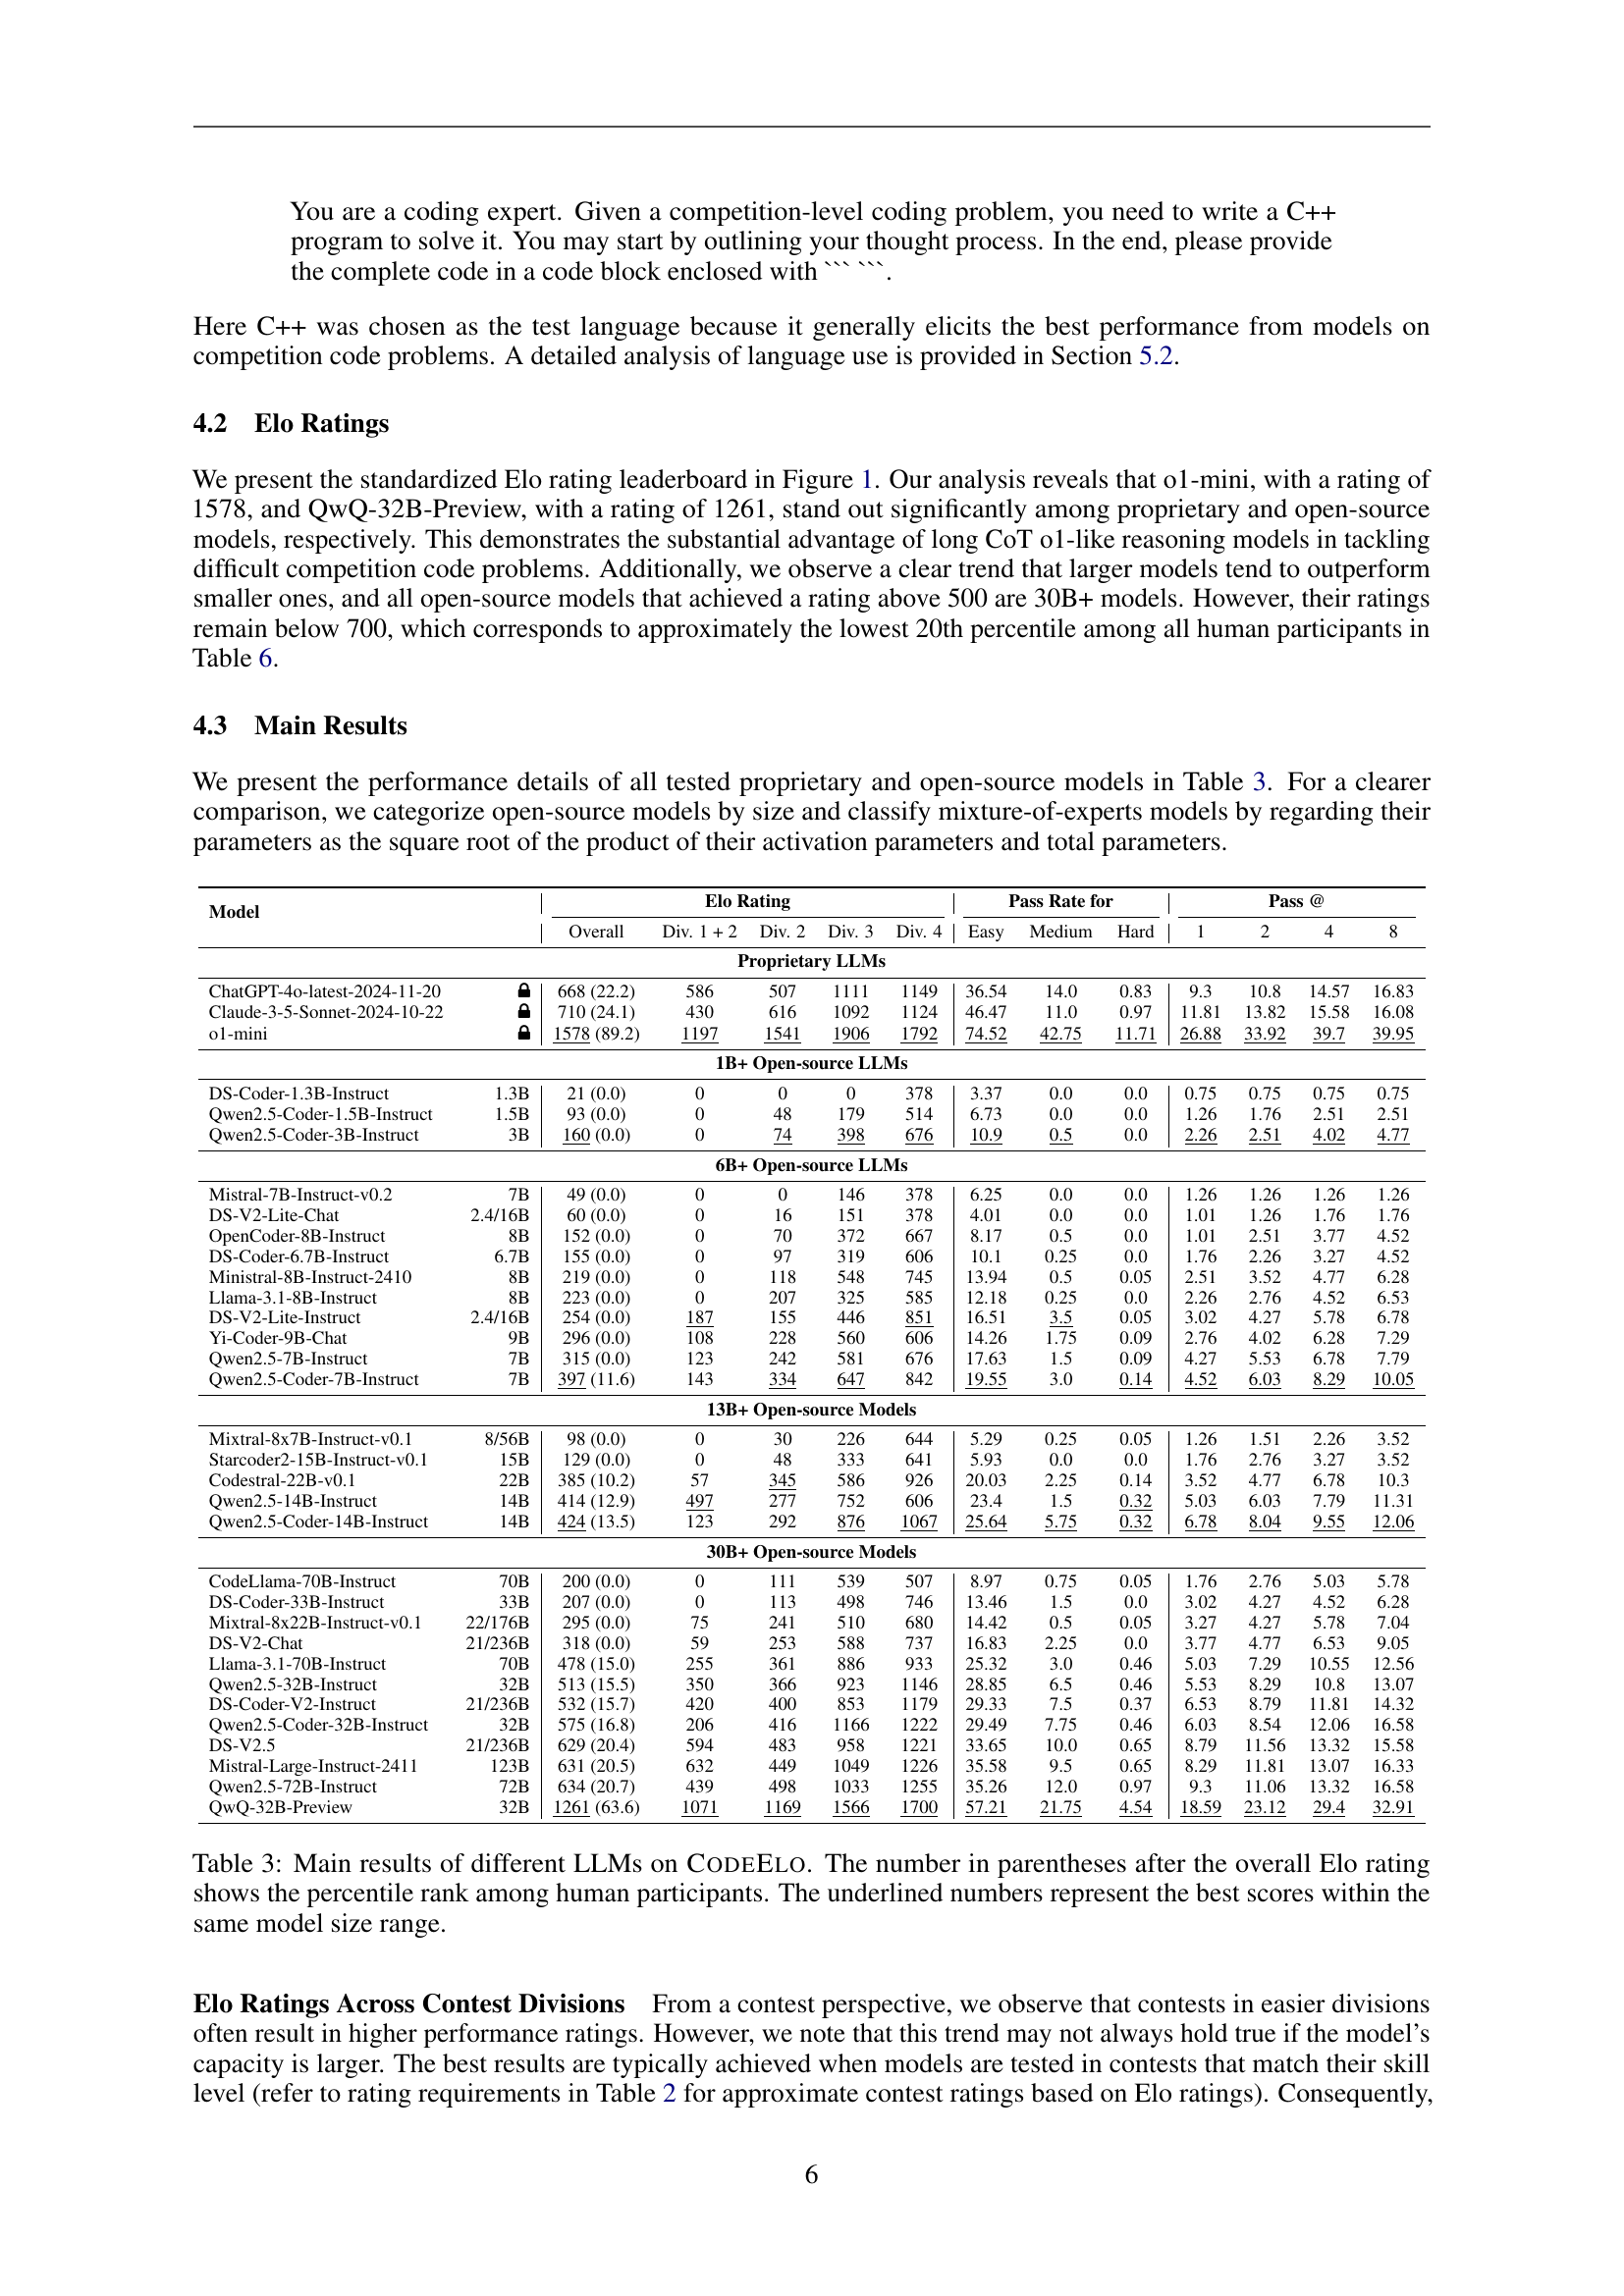 You are a coding expert. Given a competition-level coding problem, you need to write a C++
program to solve it. You may start by outlining your thought process. In the end, please provide
the complete code in a code block enclosed with ``` ```.
Here C++ was chosen as the test language because it generally elicits the best performance from models on
competition code problems. A detailed analysis of language use is provided in Section 5.2.
4.2 Elo Ratings
We present the standardized Elo rating leaderboard in Figure 1. Our analysis reveals that o1-mini, with a rating of
1578, and QwQ-32B-Preview, with a rating of 1261, stand out significantly among proprietary and open-source
models, respectively. This demonstrates the substantial advantage of long CoT o1-like reasoning models in tackling
difficult competition code problems. Additionally, we observe a clear trend that larger models tend to outperform
smaller ones, and all open-source models that achieved a rating above 500 are 30B+ models. However, their ratings
remain below 700, which corresponds to approximately the lowest 20th percentile among all human participants in
Table 6.
4.3 Main Results
We present the performance details of all tested proprietary and open-source models in Table 3. For a clearer
comparison, we categorize open-source models by size and classify mixture-of-experts models by regarding their
parameters as the square root of the product of their activation parameters and total parameters.
Model Elo Rating Pass Rate for Pass @
Overall Div. 1 + 2 Div. 2 Div. 3 Div. 4 Easy Medium Hard 1 2 4 8
Proprietary LLMs
ChatGPT-4o-latest-2024-11-20 668 (22.2) 586 507 1111 1149 36.54 14.0 0.83 9.3 10.8 14.57 16.83
Claude-3-5-Sonnet-2024-10-22 710 (24.1) 430 616 1092 1124 46.47 11.0 0.97 11.81 13.82 15.58 16.08
o1-mini 1578 (89.2) 1197 1541 1906 1792 74.52 42.75 11.71 26.88 33.92 39.7 39.95
1B+ Open-source LLMs
DS-Coder-1.3B-Instruct 1.3B 21 (0.0) 0 0 0 378 3.37 0.0 0.0 0.75 0.75 0.75 0.75
Qwen2.5-Coder-1.5B-Instruct 1.5B 93 (0.0) 0 48 179 514 6.73 0.0 0.0 1.26 1.76 2.51 2.51
Qwen2.5-Coder-3B-Instruct 3B 160 (0.0) 0 74 398 676 10.9 0.5 0.0 2.26 2.51 4.02 4.77
6B+ Open-source LLMs
Mistral-7B-Instruct-v0.2 7B 49 (0.0) 0 0 146 378 6.25 0.0 0.0 1.26 1.26 1.26 1.26
DS-V2-Lite-Chat 2.4/16B 60 (0.0) 0 16 151 378 4.01 0.0 0.0 1.01 1.26 1.76 1.76
OpenCoder-8B-Instruct 8B 152 (0.0) 0 70 372 667 8.17 0.5 0.0 1.01 2.51 3.77 4.52
DS-Coder-6.7B-Instruct 6.7B 155 (0.0) 0 97 319 606 10.1 0.25 0.0 1.76 2.26 3.27 4.52
Ministral-8B-Instruct-2410 8B 219 (0.0) 0 118 548 745 13.94 0.5 0.05 2.51 3.52 4.77 6.28
Llama-3.1-8B-Instruct 8B 223 (0.0) 0 207 325 585 12.18 0.25 0.0 2.26 2.76 4.52 6.53
DS-V2-Lite-Instruct 2.4/16B 254 (0.0) 187 155 446 851 16.51 3.5 0.05 3.02 4.27 5.78 6.78
Yi-Coder-9B-Chat 9B 296 (0.0) 108 228 560 606 14.26 1.75 0.09 2.76 4.02 6.28 7.29
Qwen2.5-7B-Instruct 7B 315 (0.0) 123 242 581 676 17.63 1.5 0.09 4.27 5.53 6.78 7.79
Qwen2.5-Coder-7B-Instruct 7B 397 (11.6) 143 334 647 842 19.55 3.0 0.14 4.52 6.03 8.29 10.05
13B+ Open-source Models
Mixtral-8x7B-Instruct-v0.1 8/56B 98 (0.0) 0 30 226 644 5.29 0.25 0.05 1.26 1.51 2.26 3.52
Starcoder2-15B-Instruct-v0.1 15B 129 (0.0) 0 48 333 641 5.93 0.0 0.0 1.76 2.76 3.27 3.52
Codestral-22B-v0.1 22B 385 (10.2) 57 345 586 926 20.03 2.25 0.14 3.52 4.77 6.78 10.3
Qwen2.5-14B-Instruct 14B 414 (12.9) 497 277 752 606 23.4 1.5 0.32 5.03 6.03 7.79 11.31
Qwen2.5-Coder-14B-Instruct 14B 424 (13.5) 123 292 876 1067 25.64 5.75 0.32 6.78 8.04 9.55 12.06
30B+ Open-source Models
CodeLlama-70B-Instruct 70B 200 (0.0) 0 111 539 507 8.97 0.75 0.05 1.76 2.76 5.03 5.78
DS-Coder-33B-Instruct 33B 207 (0.0) 0 113 498 746 13.46 1.5 0.0 3.02 4.27 4.52 6.28
Mixtral-8x22B-Instruct-v0.1 22/176B 295 (0.0) 75 241 510 680 14.42 0.5 0.05 3.27 4.27 5.78 7.04
DS-V2-Chat 21/236B 318 (0.0) 59 253 588 737 16.83 2.25 0.0 3.77 4.77 6.53 9.05
Llama-3.1-70B-Instruct 70B 478 (15.0) 255 361 886 933 25.32 3.0 0.46 5.03 7.29 10.55 12.56
Qwen2.5-32B-Instruct 32B 513 (15.5) 350 366 923 1146 28.85 6.5 0.46 5.53 8.29 10.8 13.07
DS-Coder-V2-Instruct 21/236B 532 (15.7) 420 400 853 1179 29.33 7.5 0.37 6.53 8.79 11.81 14.32
Qwen2.5-Coder-32B-Instruct 32B 575 (16.8) 206 416 1166 1222 29.49 7.75 0.46 6.03 8.54 12.06 16.58
DS-V2.5 21/236B 629 (20.4) 594 483 958 1221 33.65 10.0 0.65 8.79 11.56 13.32 15.58
Mistral-Large-Instruct-2411 123B 631 (20.5) 632 449 1049 1226 35.58 9.5 0.65 8.29 11.81 13.07 16.33
Qwen2.5-72B-Instruct 72B 634 (20.7) 439 498 1033 1255 35.26 12.0 0.97 9.3 11.06 13.32 16.58
QwQ-32B-Preview 32B 1261 (63.6) 1071 1169 1566 1700 57.21 21.75 4.54 18.59 23.12 29.4 32.91
Table 3: Main results of different LLMs on CODEELO. The number in parentheses after the overall Elo rating
shows the percentile rank among human participants. The underlined numbers represent the best scores within the
same model size range.
Elo Ratings Across Contest Divisions From a contest perspective, we observe that contests in easier divisions
often result in higher performance ratings. However, we note that this trend may not always hold true if the model's
capacity is larger. The best results are typically achieved when models are tested in contests that match their skill
level (refer to rating requirements in Table 2 for approximate contest ratings based on Elo ratings). Consequently,
6